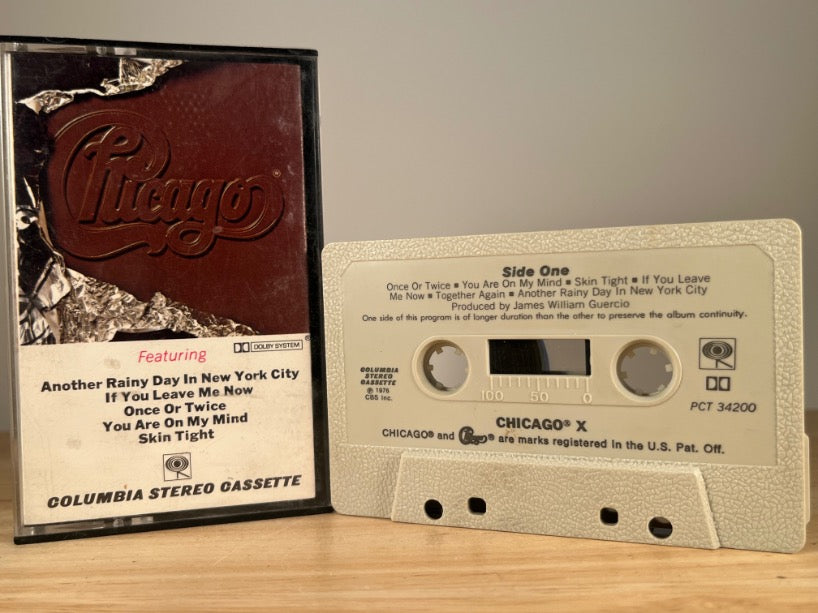 Chicago®
Featuring
DOLBY SYSTEM®
Another Rainy Day In New York City
If You Leave Me Now
Once Or Twice
You Are On My Mind
Skin Tight
COLUMBIA STEREO CASSETTE
Side One
Once Or Twice ■ You Are On My Mind ■ Skin Tight ■ If You Leave
Me Now ■ Together Again ■ Another Rainy Day In New York City
Produced by James William Guercio
One side of this program is of longer duration than the other to preserve the album continuity.
COLUMBIA
STEREO
CASSETTE
℗ 1976
CBS Inc.
100 50 0
PCT 34200
CHICAGO® X
CHICAGO® and Chicago® are marks registered in the U.S. Pat. Off.